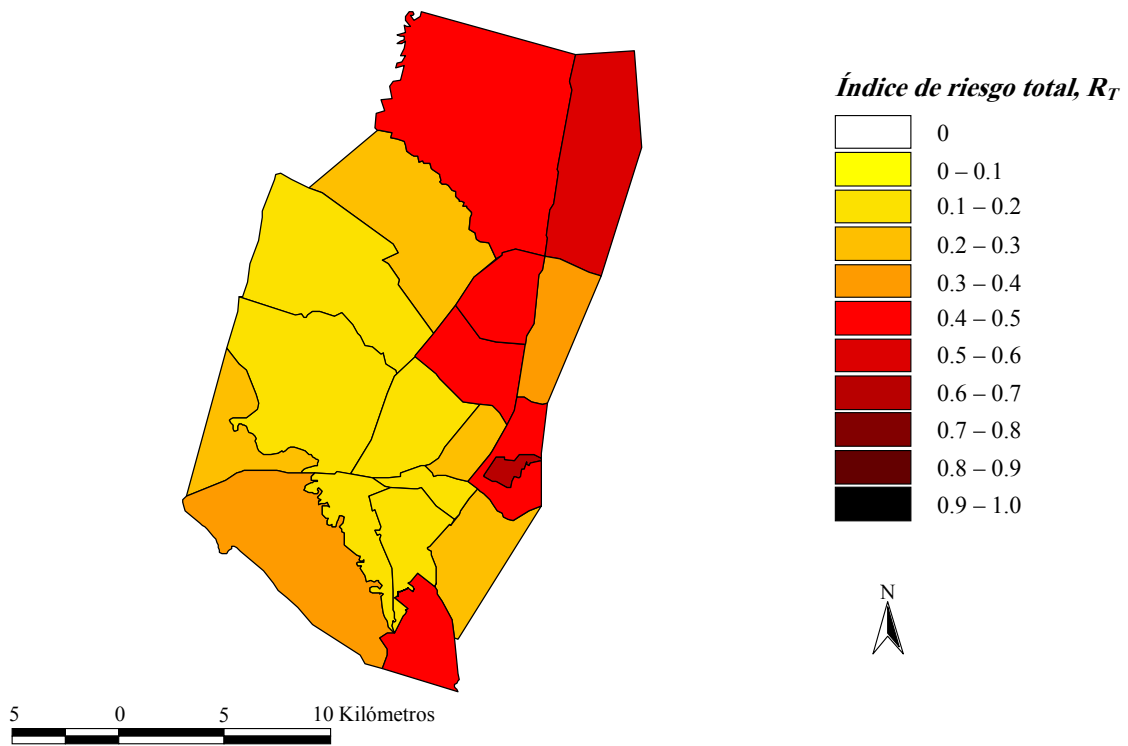 Índice de riesgo total, R_T
0
0 – 0.1
0.1 – 0.2
0.2 – 0.3
0.3 – 0.4
0.4 – 0.5
0.5 – 0.6
0.6 – 0.7
0.7 – 0.8
0.8 – 0.9
0.9 – 1.0
N
5 0 5 10 Kilómetros